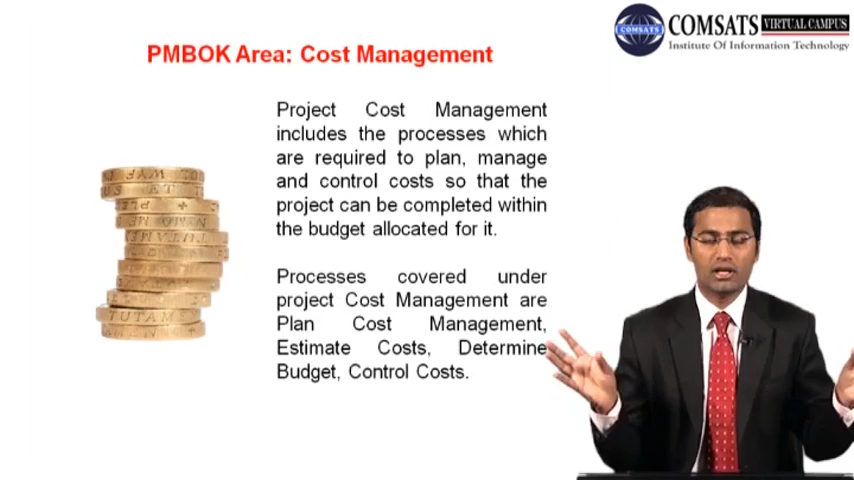 COMSATS VIRTUAL CAMPUS
Institute Of Information Technology
COMSATS
PMBOK Area: Cost Management
Project Cost Management
includes the processes which
are required to plan, manage
and control costs so that the
project can be completed within
the budget allocated for it.
Processes covered under
project Cost Management are
Plan Cost Management,
Estimate Costs, Determine
Budget, Control Costs.
TUTAMEN